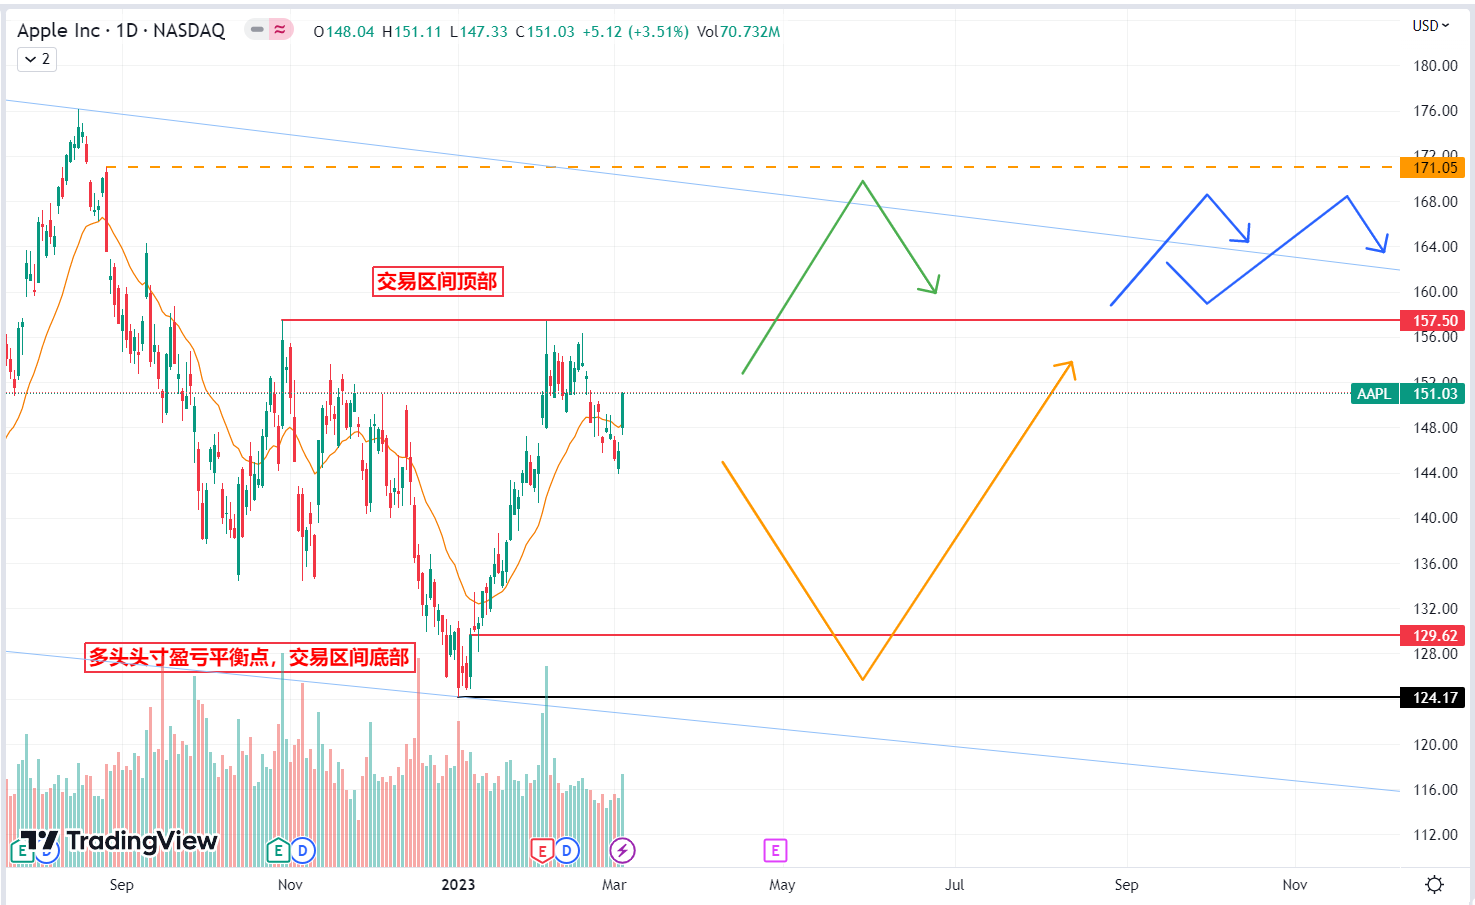 Apple Inc · 1D · NASDAQ
O148.04 H151.11 L147.33 C151.03 +5.12 (+3.51%) Vol70.732M
USD
2
180.00
176.00
172.00
171.05
168.00
164.00
交易区间顶部
160.00
157.50
156.00
152.00
AAPL 151.03
148.00
144.00
140.00
136.00
132.00
129.62
128.00
多头头寸盈亏平衡点，交易区间底部
124.17
120.00
116.00
112.00
TradingView
E D E D E D E
Sep Nov 2023 Mar May Jul Sep Nov